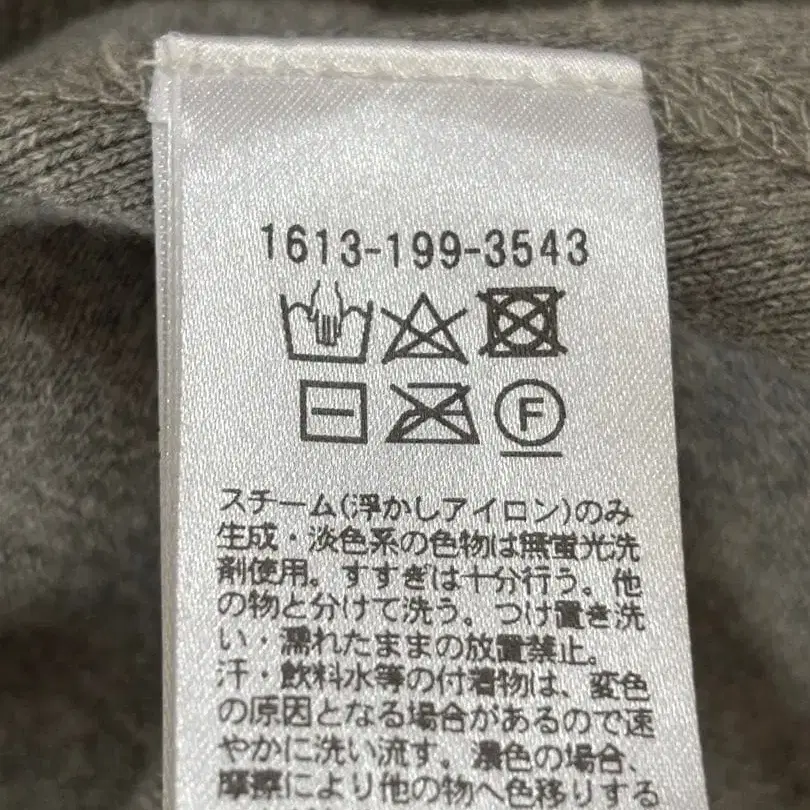 1613-199-3543
F
スチーム(浮かしアイロン)のみ
生成・淡色系の色物は無蛍光洗
剤使用。すすぎは十分行う。他
の物と分けて洗う。つけ置き洗
い・濡れたままの放置禁止。
汗・飲料水等の付着物は、変色
の原因となる場合があるので速
やかに洗い流す。濃色の場合、
摩擦により他の物へ色移りする